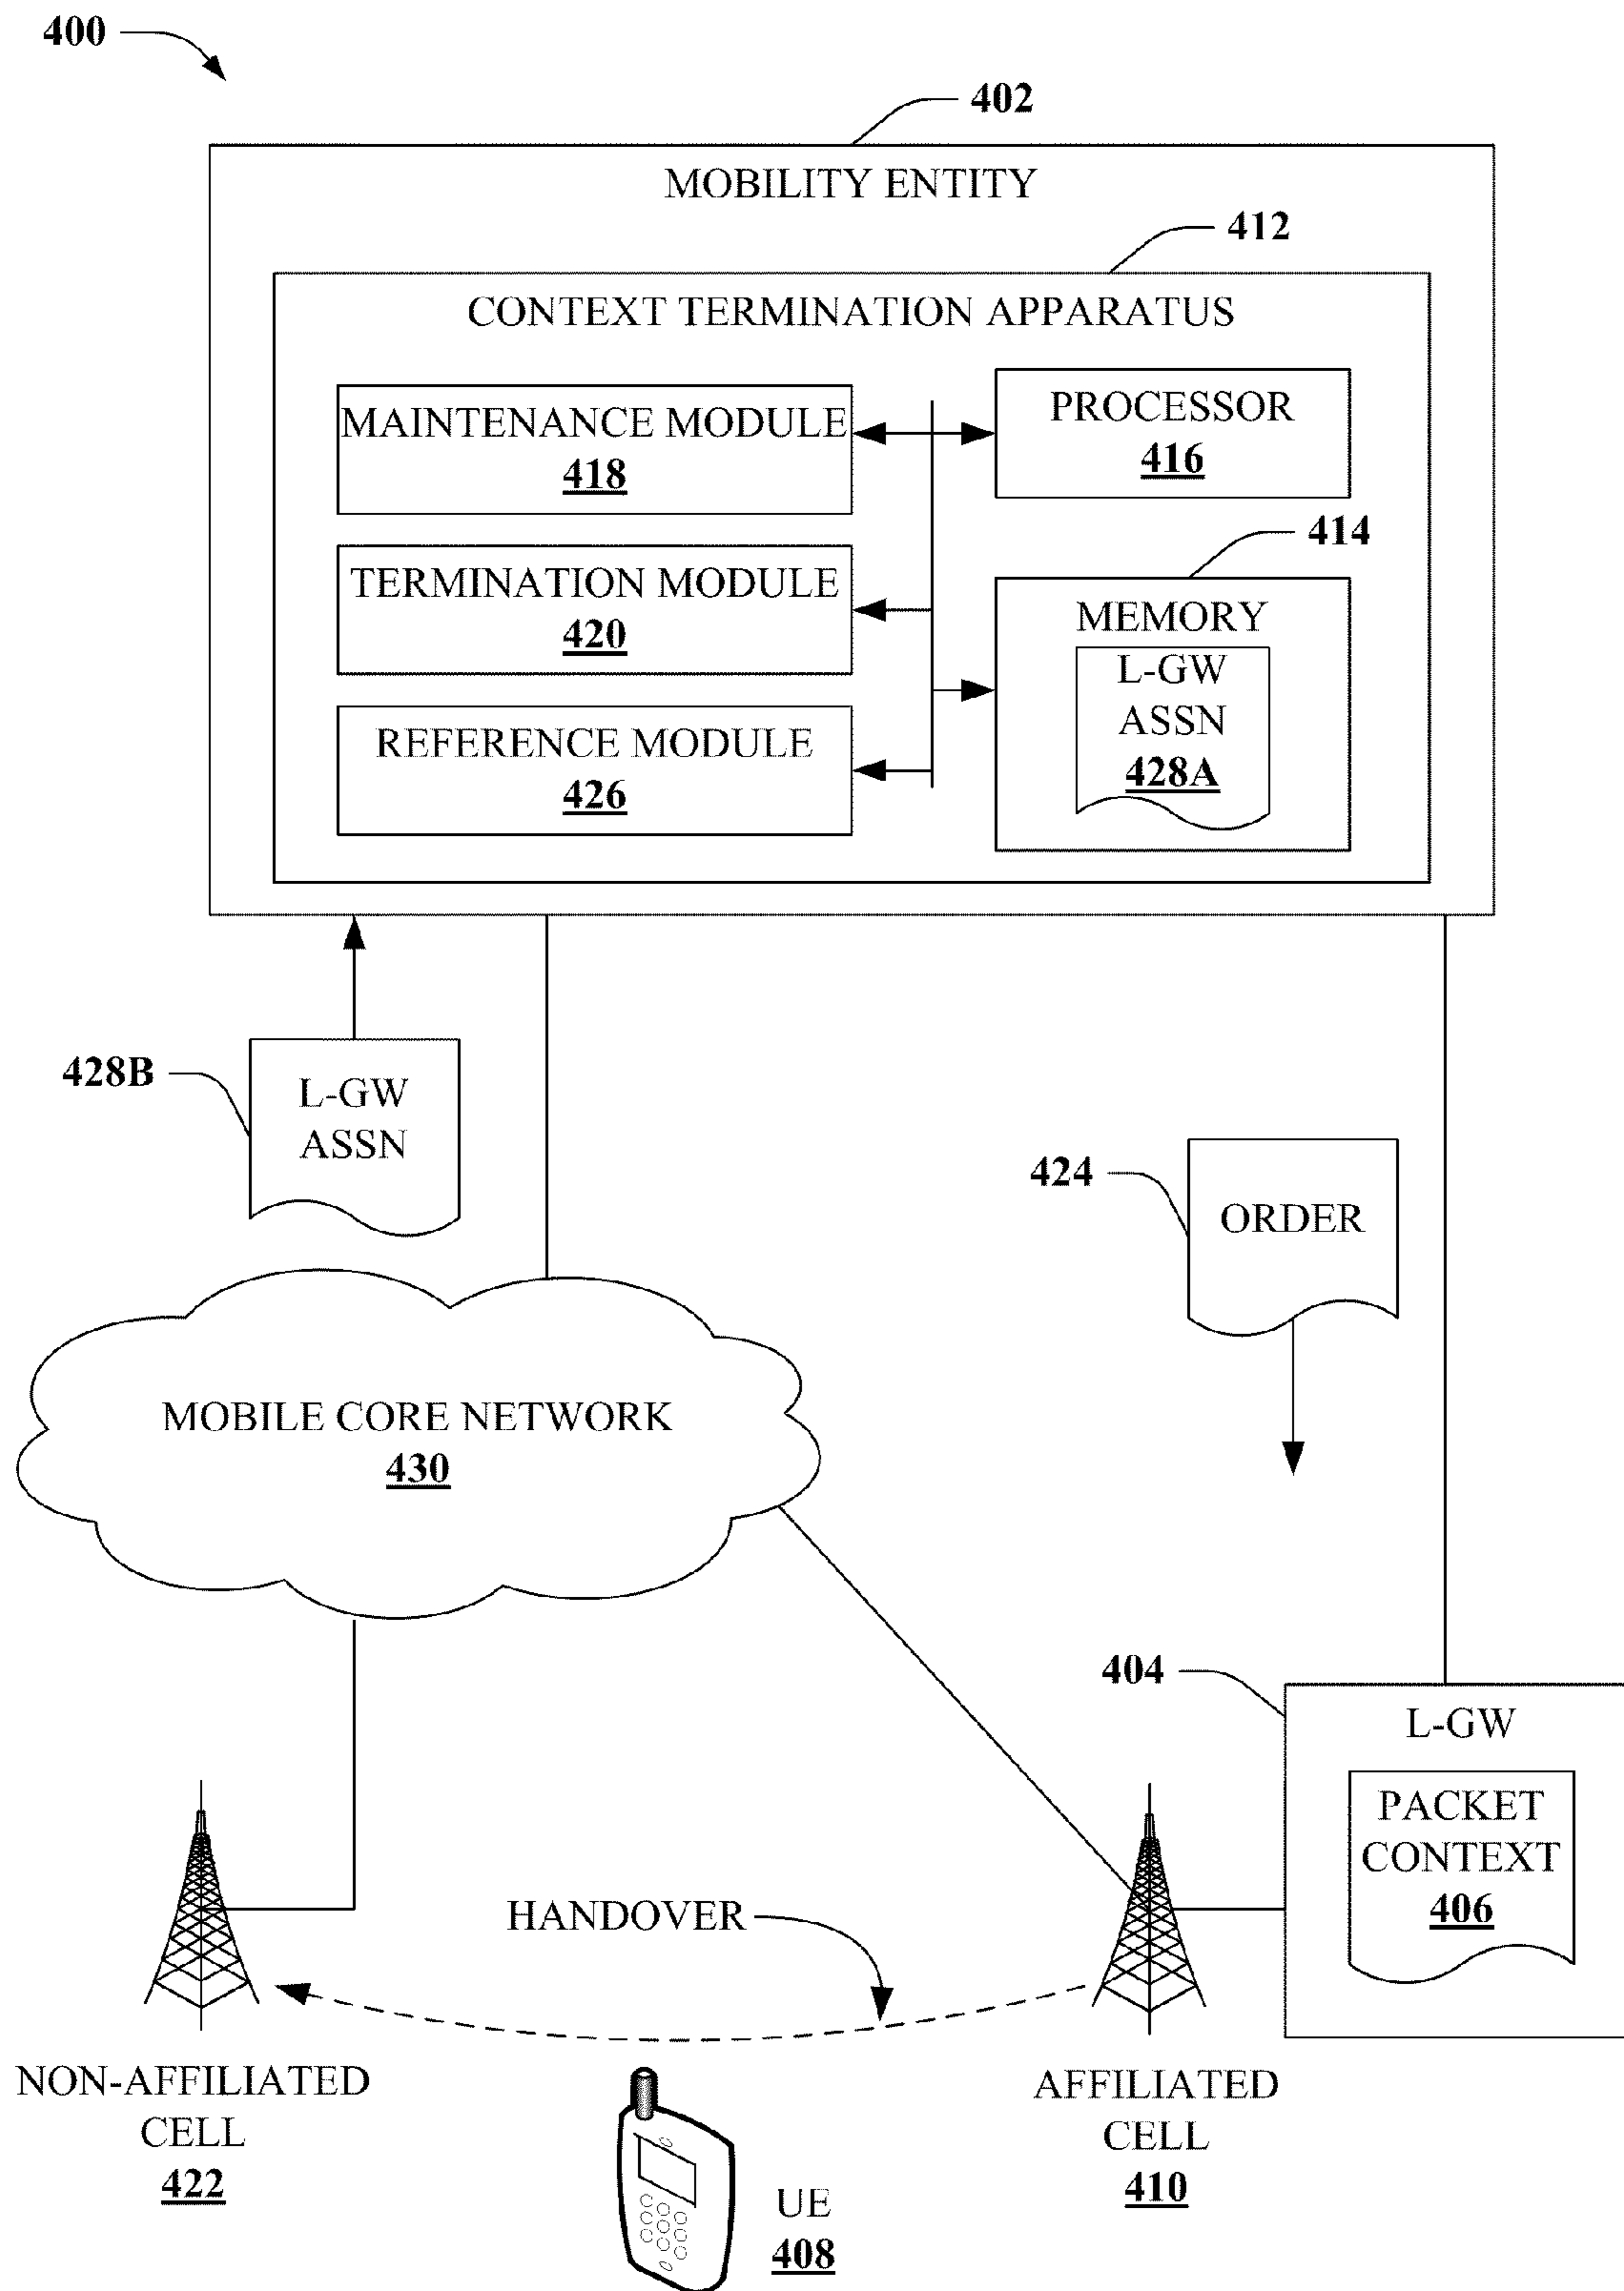 400
402
MOBILITY ENTITY
412
CONTEXT TERMINATION APPARATUS
MAINTENANCE MODULE
418
PROCESSOR
416
TERMINATION MODULE
420
414
MEMORY
L-GW
ASSN
428A
REFERENCE MODULE
426
428B
L-GW
ASSN
424
ORDER
MOBILE CORE NETWORK
430
404
L-GW
PACKET
CONTEXT
406
HANDOVER
NON-AFFILIATED
CELL
422
AFFILIATED
CELL
410
UE
408